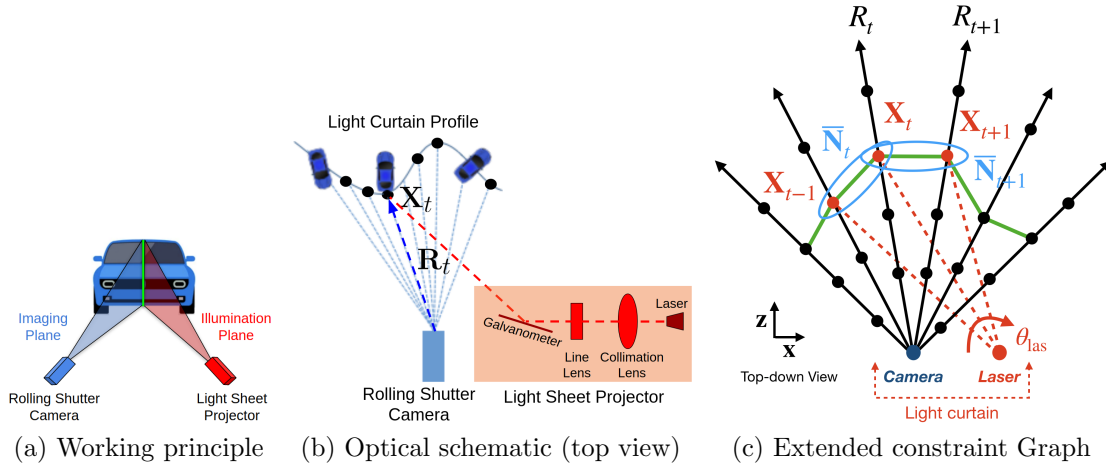 Imaging
Plane
Illumination
Plane
Rolling Shutter
Camera
Light Sheet
Projector
(a) Working principle
Light Curtain Profile
X_t
R_t
Galvanometer
Line
Lens
Collimation
Lens
Laser
Rolling Shutter
Camera
Light Sheet Projector
(b) Optical schematic (top view)
R_t
R_{t+1}
X_t
X_{t+1}
N̅_t
N̅_{t+1}
X_{t-1}
z
x
θ_las
Top-down View
Camera
Laser
Light curtain
(c) Extended constraint Graph